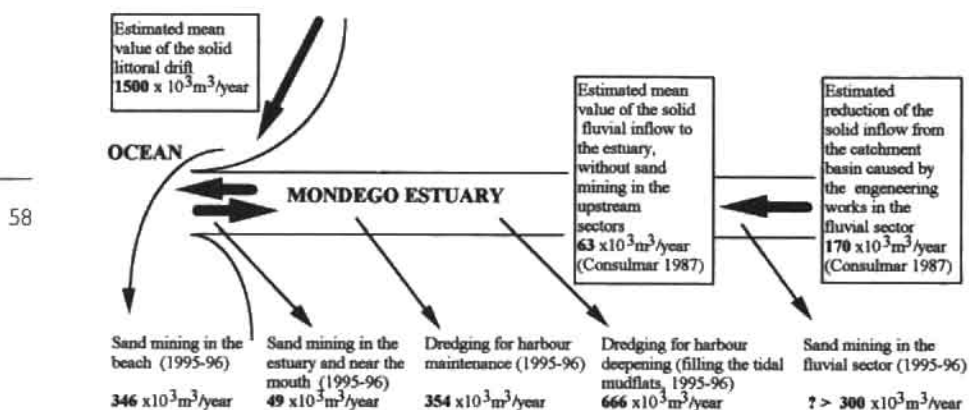 Estimated mean
value of the solid
littoral drift
1500 x 10³m³/year
OCEAN
MONDEGO ESTUARY
58
Estimated mean
value of the solid
fluvial inflow to
the estuary,
without sand
mining in the
upstream
sectors
63 x10³m³/year
(Consulmar 1987)
Estimated
reduction of the
solid inflow from
the catchment
basin caused by
the engeneering
works in the
fluvial sector
170 x10³m³/year
(Consulmar 1987)
Sand mining in the
beach (1995-96)
346 x10³m³/year
Sand mining in the
estuary and near the
mouth (1995-96)
49 x10³m³/year
Dredging for harbour
maintenance (1995-96)
354 x10³m³/year
Dredging for harbour
deepening (filling the tidal
mudflats, 1995-96)
666 x10³m³/year
Sand mining in the
fluvial sector (1995-96)
? > 300 x10³m³/year